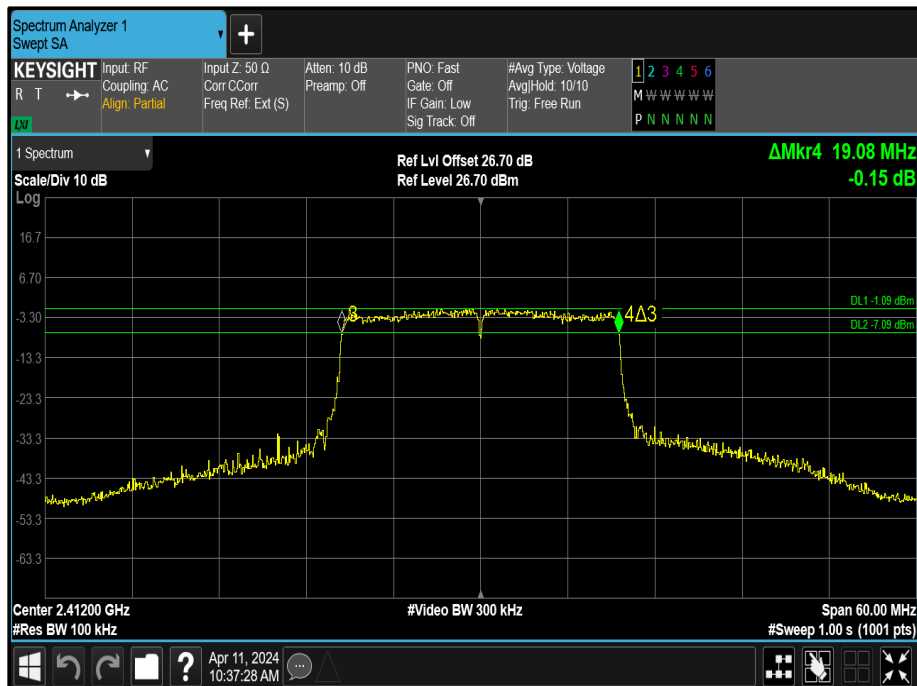 Spectrum Analyzer 1
Swept SA
KEYSIGHT
R T
LXI
Input: RF
Coupling: AC
Align: Partial
Input Z: 50 Ω
Corr CCorr
Freq Ref: Ext (S)
Atten: 10 dB
Preamp: Off
PNO: Fast
Gate: Off
IF Gain: Low
Sig Track: Off
#Avg Type: Voltage
Avg|Hold: 10/10
Trig: Free Run
1 2 3 4 5 6
M W W W W W
P N N N N N
1 Spectrum
Scale/Div 10 dB
Ref Lvl Offset 26.70 dB
Ref Level 26.70 dBm
ΔMkr4 19.08 MHz
-0.15 dB
Log
16.7
6.70
-3.30
-13.3
-23.3
-33.3
-43.3
-53.3
-63.3
3
4Δ3
DL1 -1.09 dBm
DL2 -7.09 dBm
Center 2.41200 GHz
#Res BW 100 kHz
#Video BW 300 kHz
Span 60.00 MHz
#Sweep 1.00 s (1001 pts)
Apr 11, 2024
10:37:28 AM